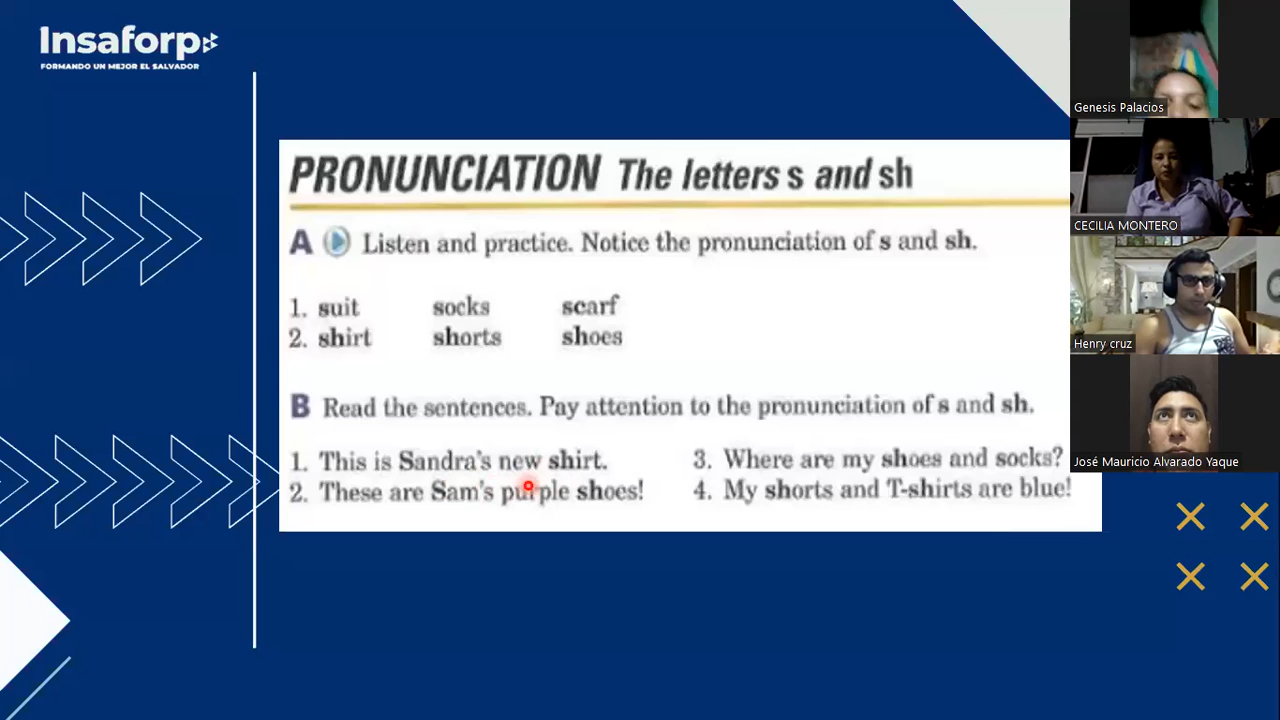 Insaforp
FORMANDO UN MEJOR EL SALVADOR
PRONUNCIATION The letters s and sh
A Listen and practice. Notice the pronunciation of s and sh.
1. suit socks scarf
2. shirt shorts shoes
B Read the sentences. Pay attention to the pronunciation of s and sh.
1. This is Sandra's new shirt.
2. These are Sam's purple shoes!
3. Where are my shoes and socks?
4. My shorts and T-shirts are blue!
Genesis Palacios
CECILIA MONTERO
Henry cruz
José Mauricio Alvarado Yaque